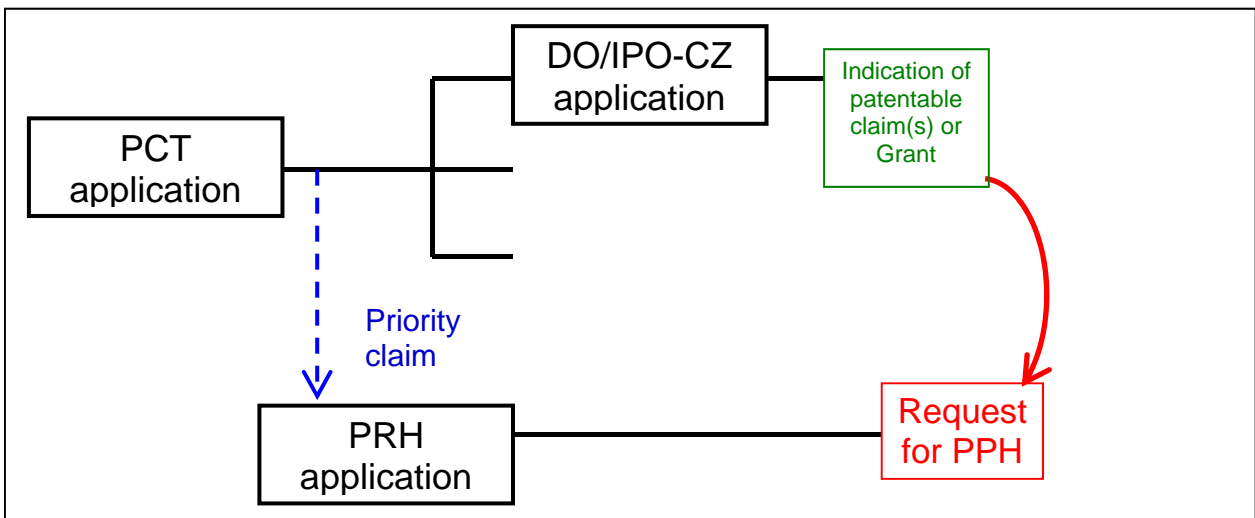 DO/IPO-CZ
application
Indication of
patentable
claim(s) or
Grant
PCT
application
Priority
claim
PRH
application
Request
for PPH